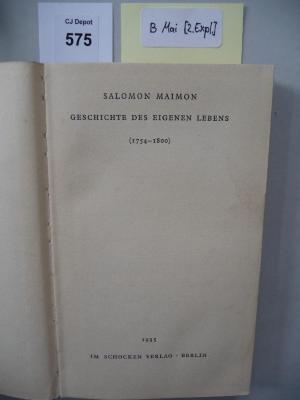 CJ Depot
575
B Mai [2. Expl.]
SALOMON MAIMON
GESCHICHTE DES EIGENEN LEBENS
(1754–1800)
1935
IM SCHOCKEN VERLAG · BERLIN